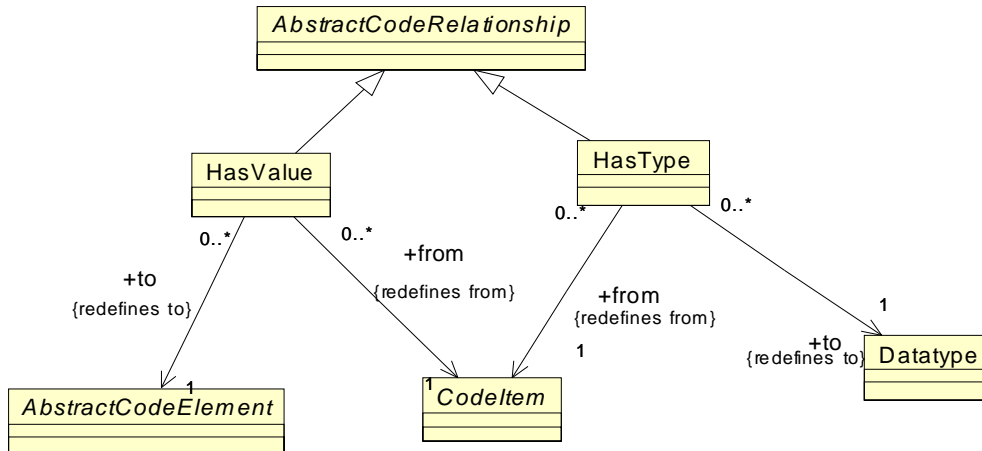 AbstractCodeRelationship
HasValue
HasType
0..*
0..*
0..*
0..*
+to
{redefines to}
+from
{redefines from}
+from
{redefines from}
1
1
+to
{redefines to}
Datatype
1
AbstractCodeElement
1
CodeItem